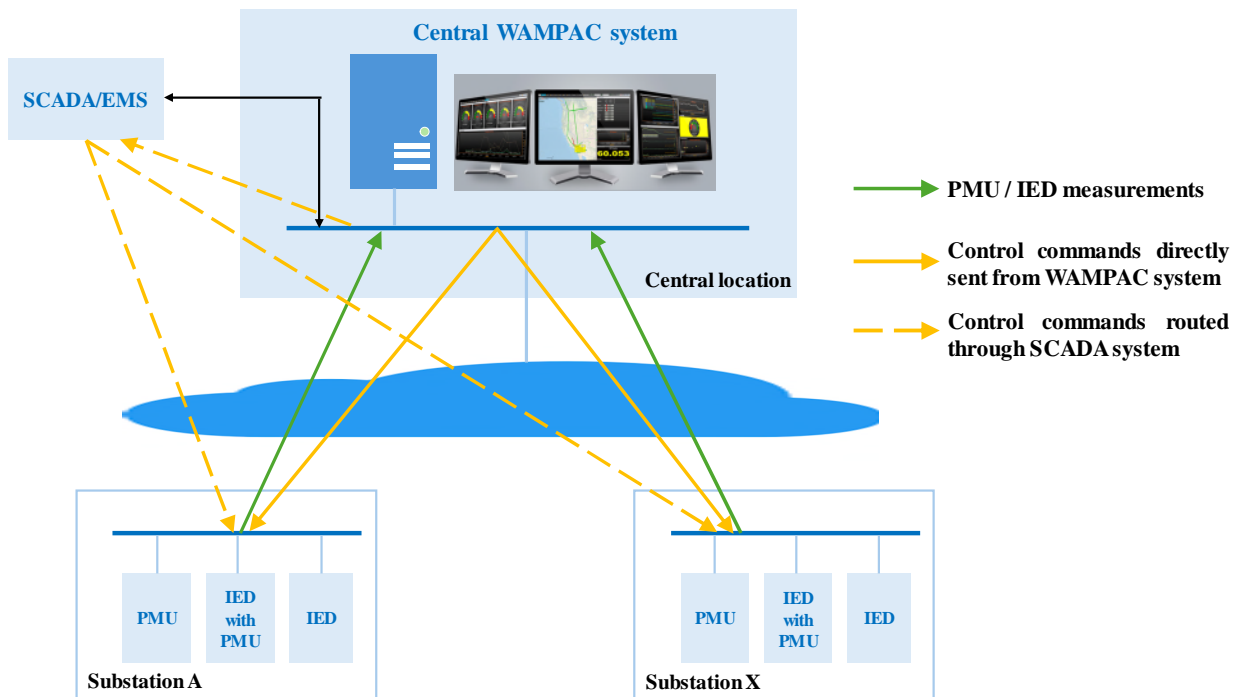 Central WAMPAC system
SCADA/EMS
60.053
Central location
PMU / IED measurements
Control commands directly
sent from WAMPAC system
Control commands routed
through SCADA system
PMU
IED
with
PMU
IED
Substation A
PMU
IED
with
PMU
IED
Substation X